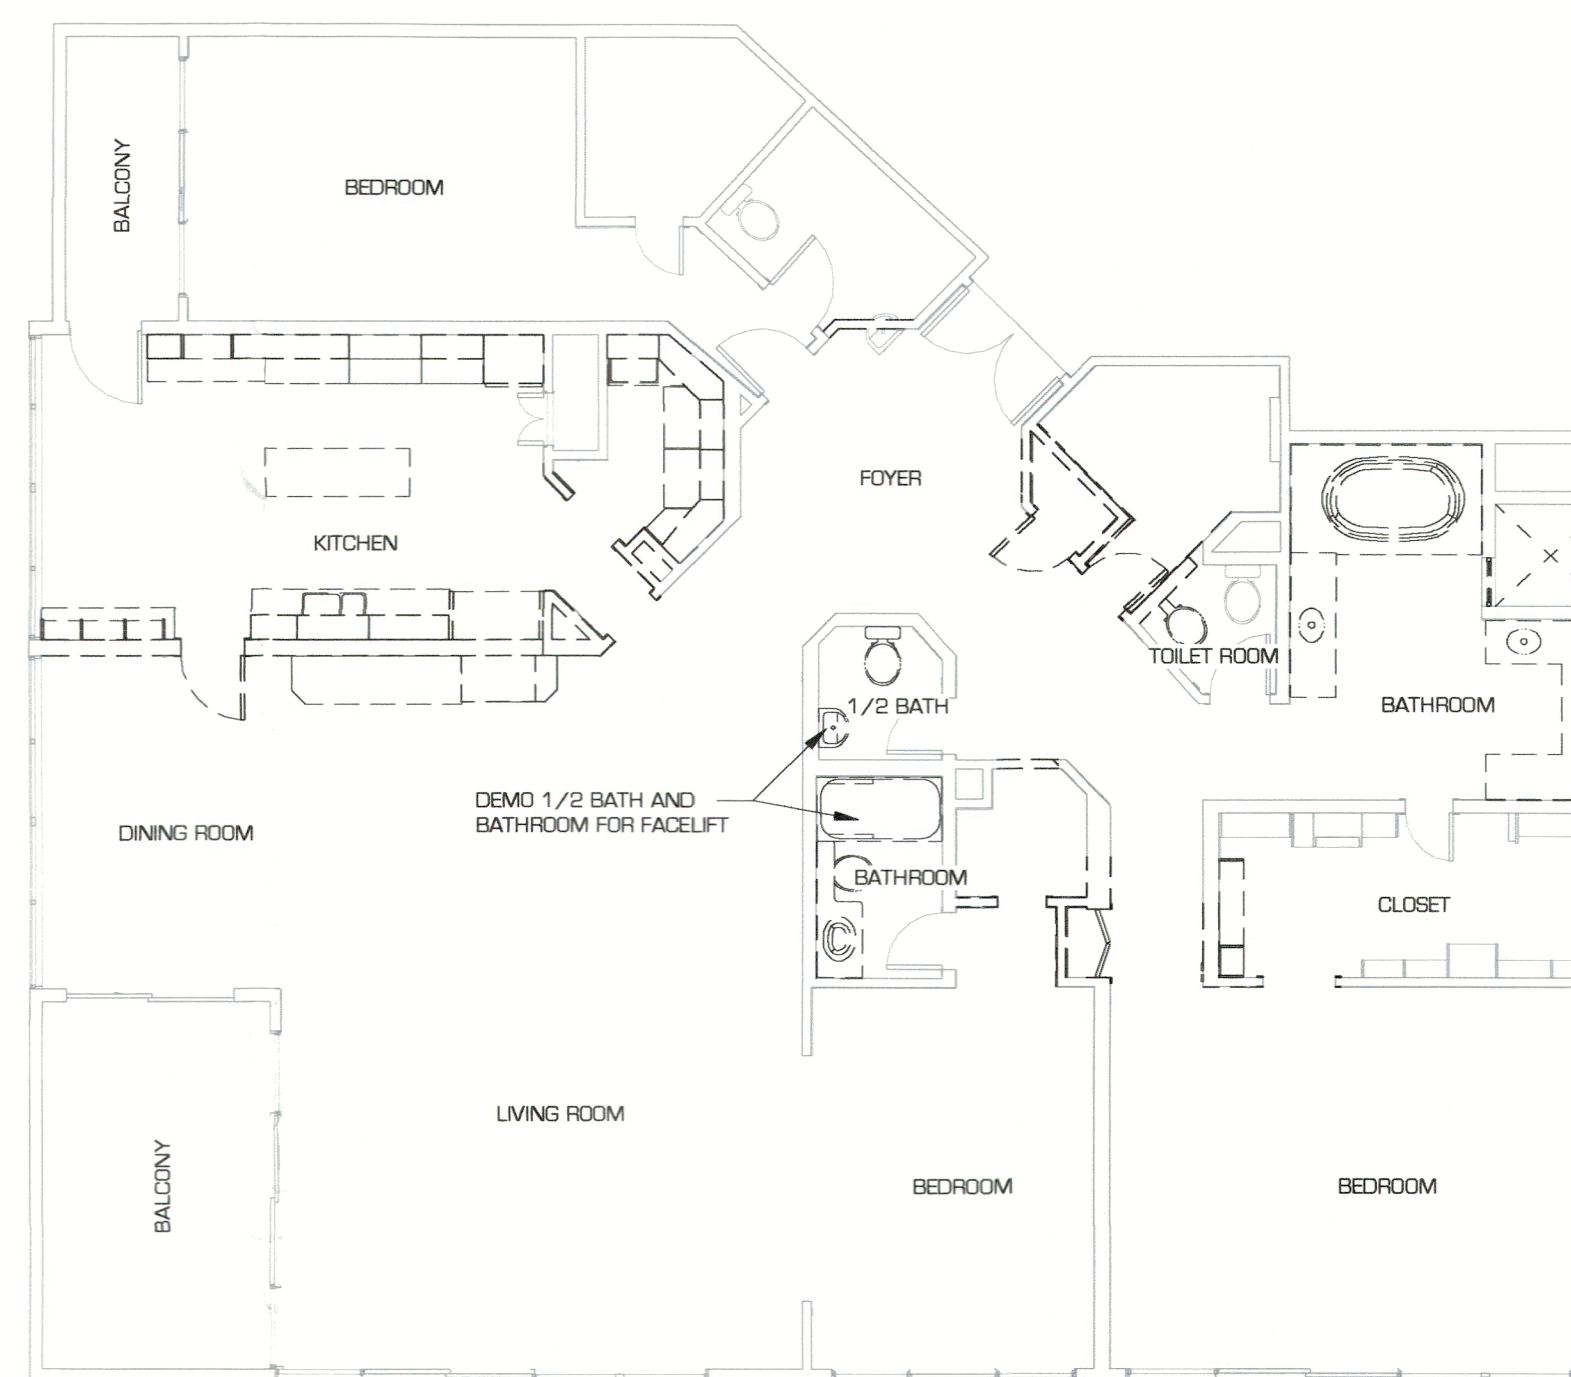 BALCONY
BEDROOM
FOYER
KITCHEN
TOILET ROOM
1/2 BATH
BATHROOM
DEMO 1/2 BATH AND
BATHROOM FOR FACELIFT
DINING ROOM
BATHROOM
CLOSET
LIVING ROOM
BALCONY
BEDROOM
BEDROOM